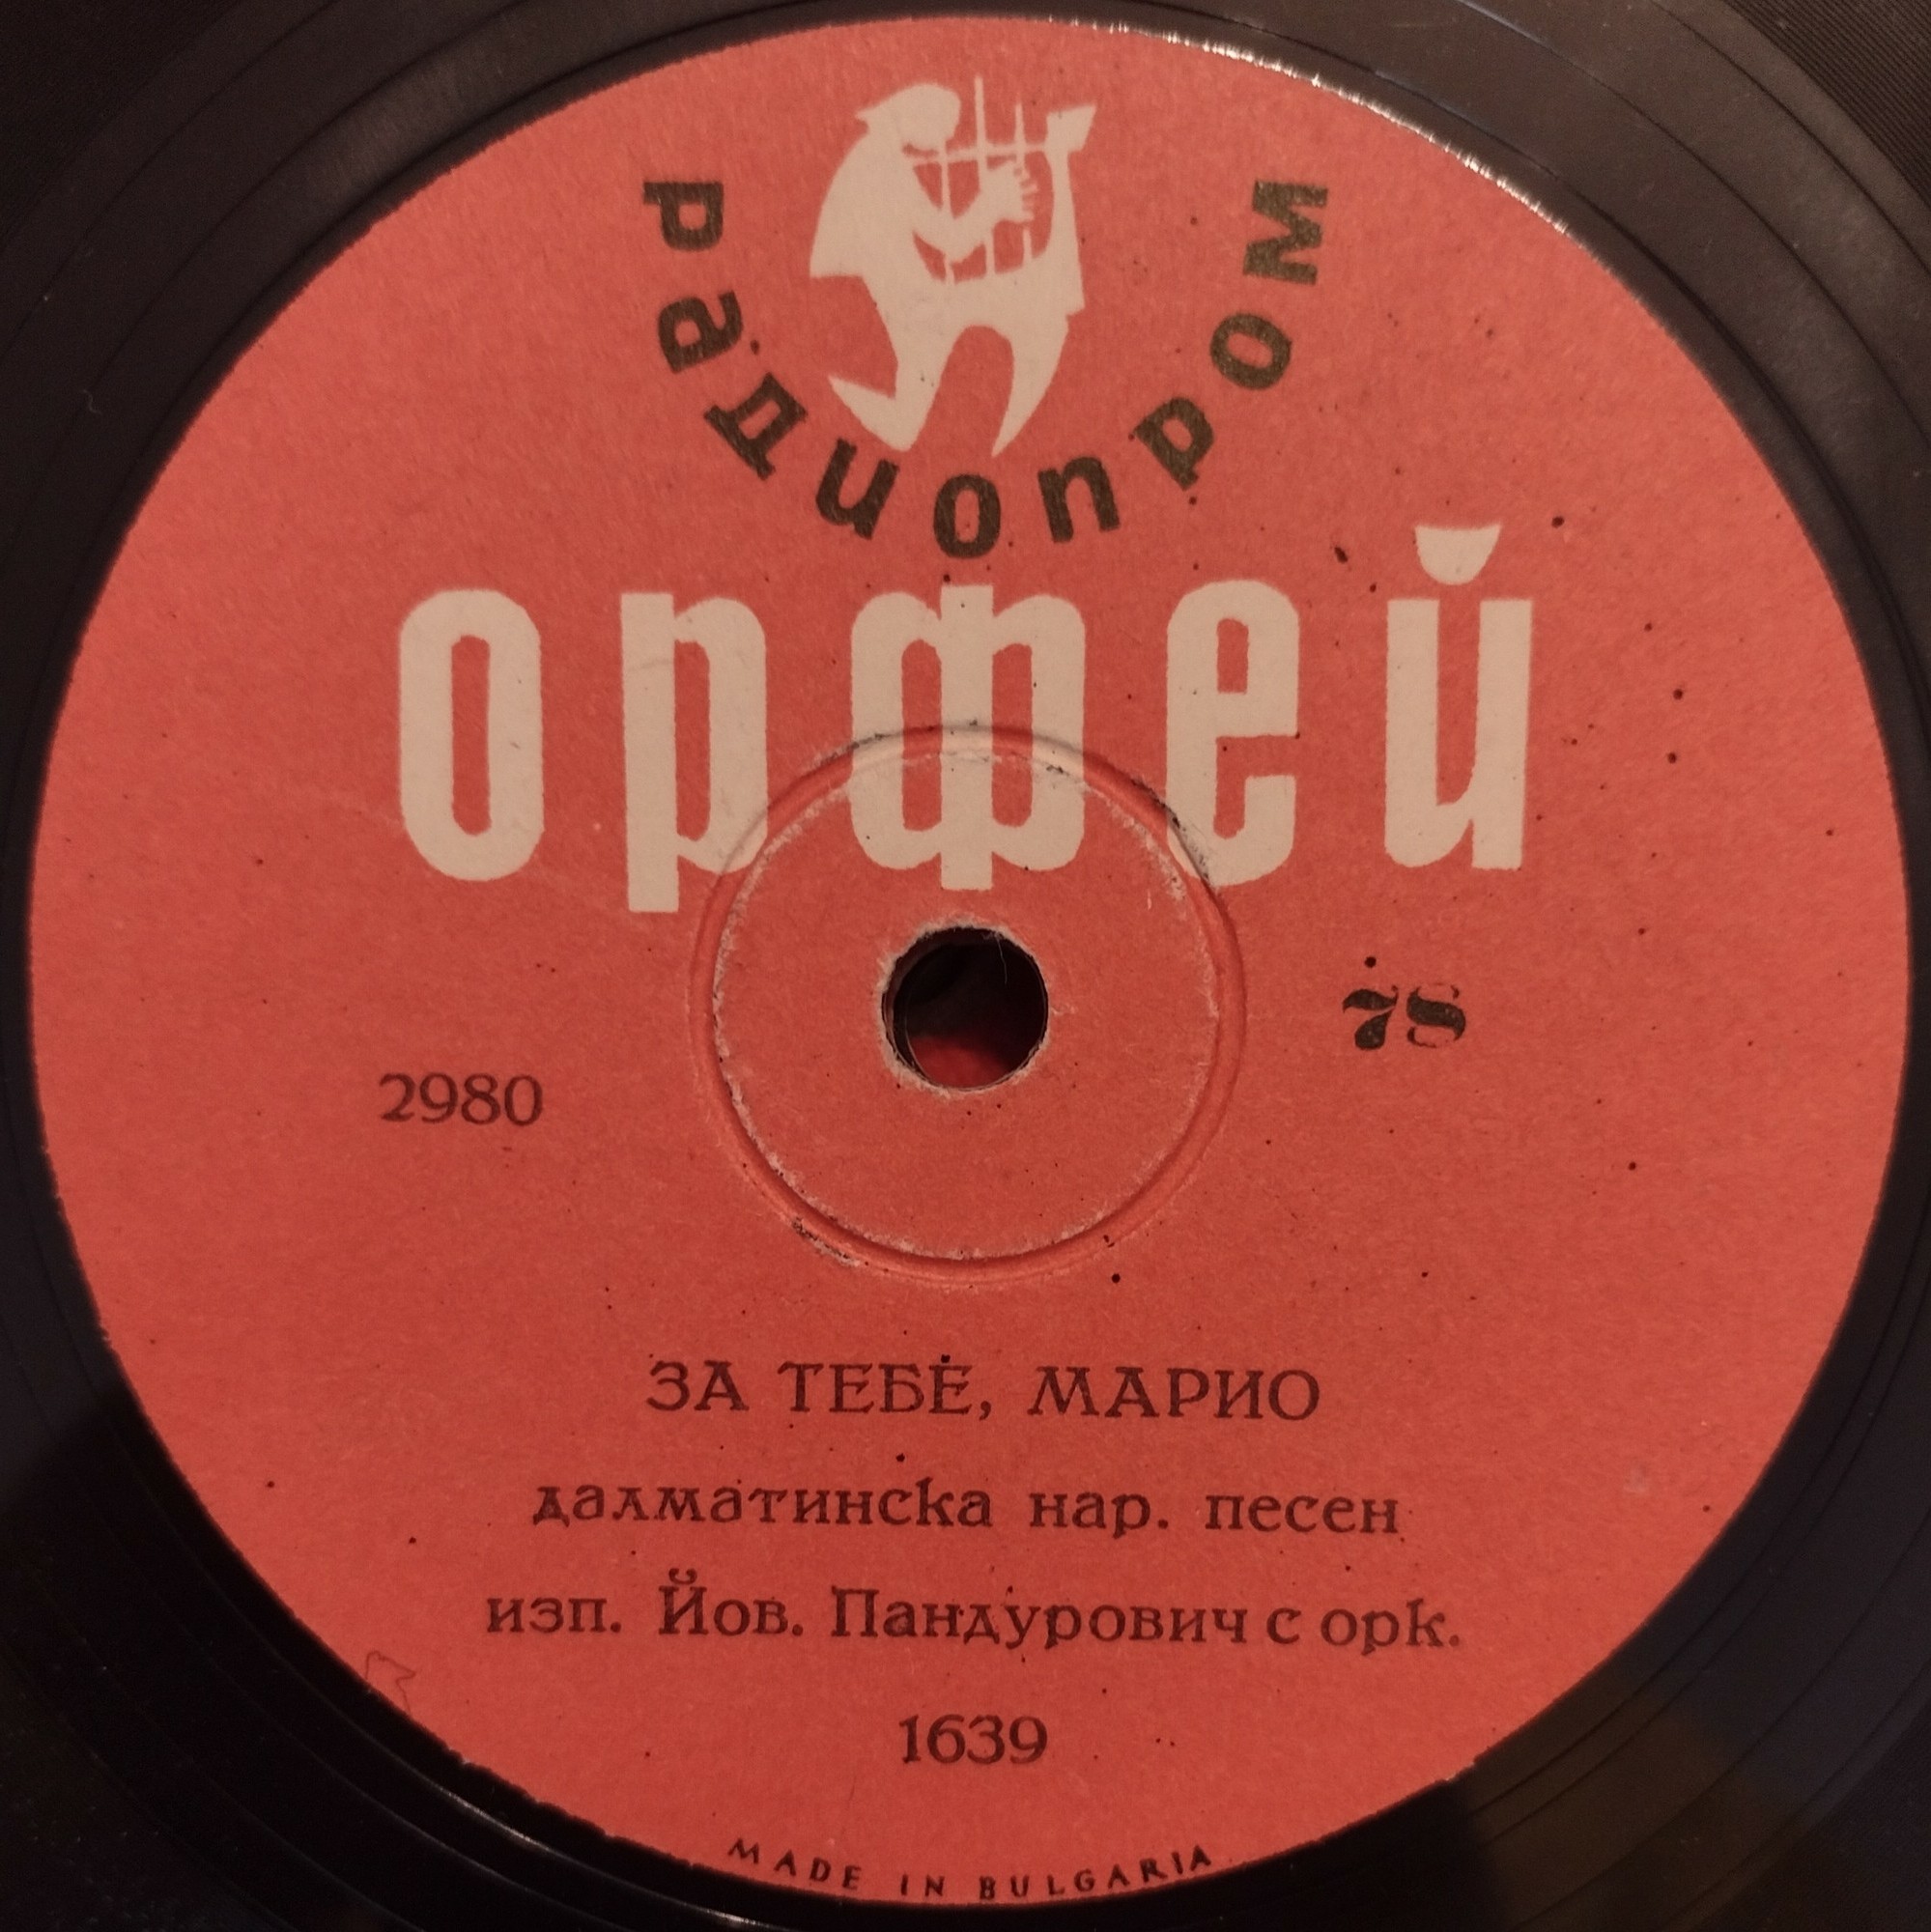 радиопром
орфей
78
2980
ЗА ТЕБЕ, МАРИО
далматинска нар. песен
изп. Йов. Пандурович с орк.
1639
MADE IN BULGARIA